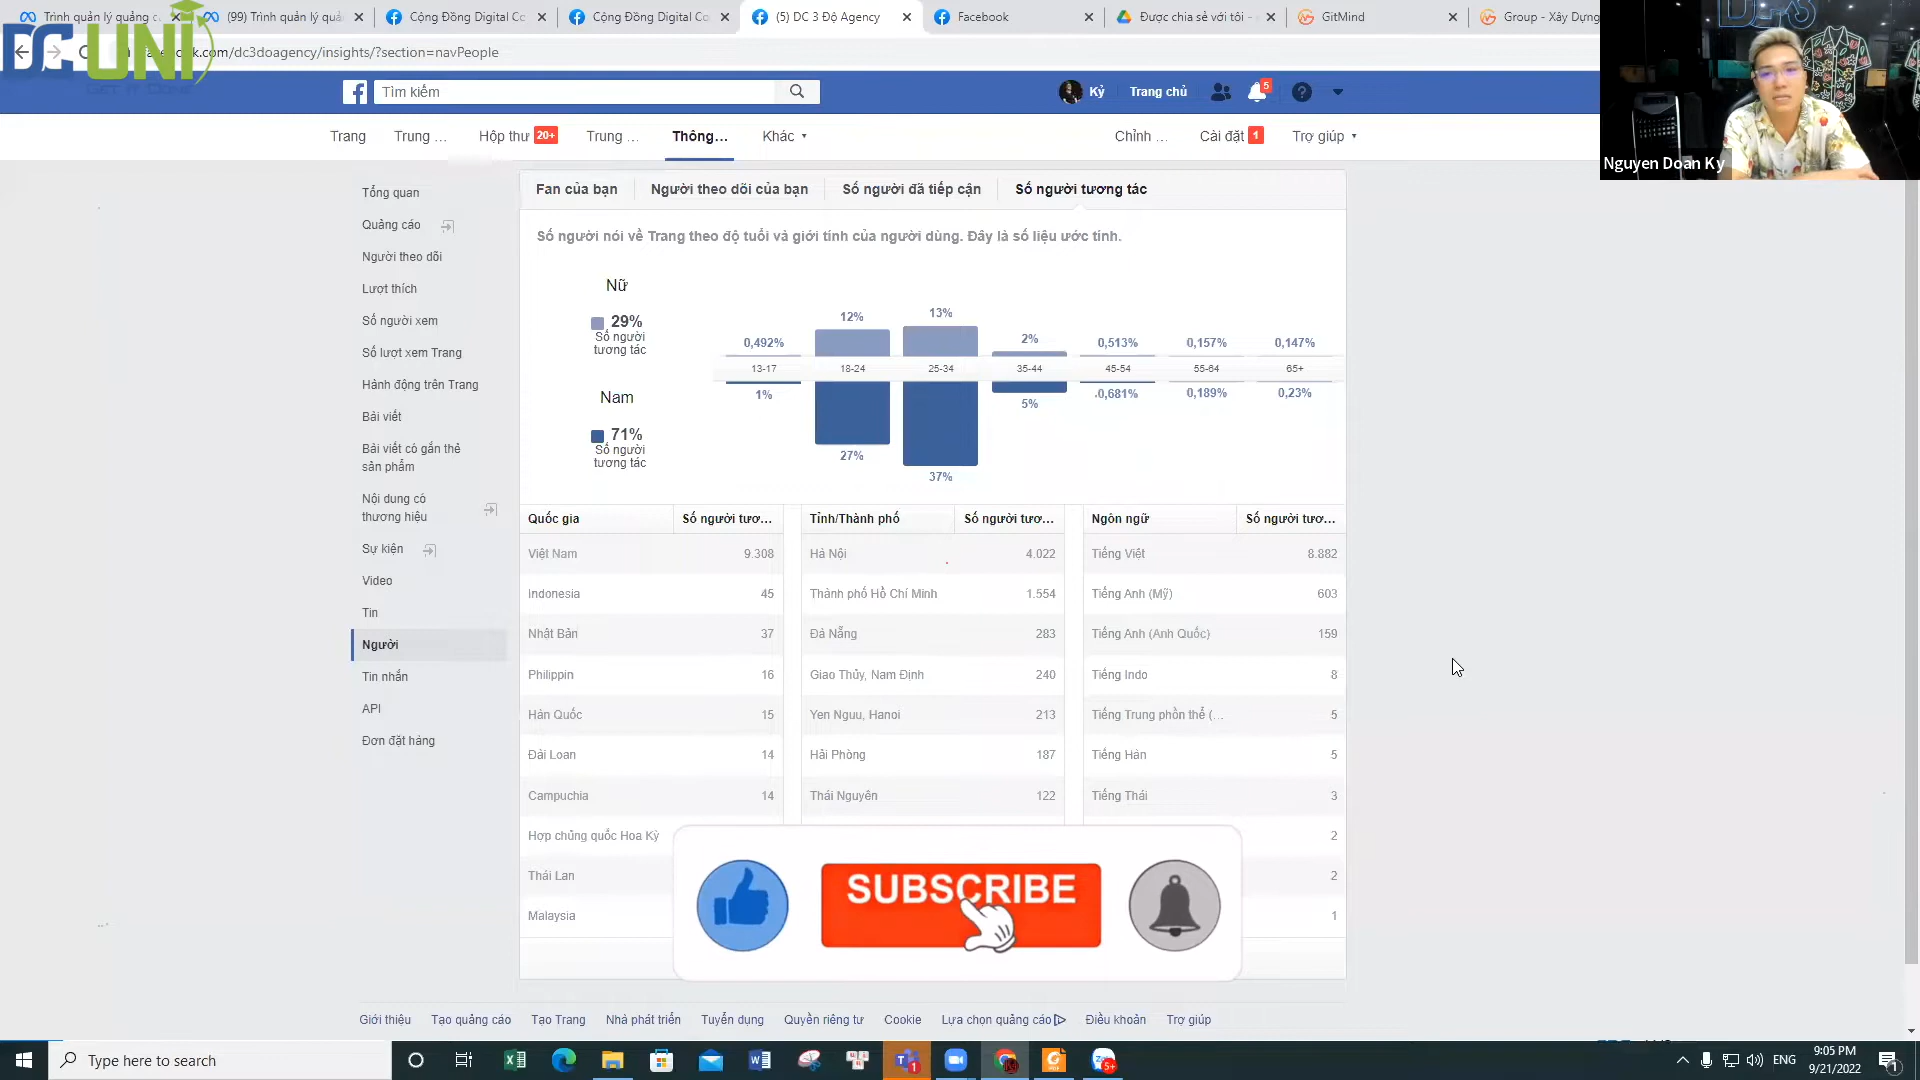 Trình quản lý quảng c
(99) Trình quản lý quả
Cộng Đồng Digital Co
Cộng Đồng Digital Co
(5) DC 3 Độ Agency
Facebook
Được chia sẻ với tôi -
GitMind
Group - Xây Dựng
DC UNI
GET IT DONE
k.com/dc3doagency/insights/?section=navPeople
Nguyen Doan Ky
Tìm kiếm
Kỷ
Trang chủ
5
Trang
Trung ...
Hộp thư 20+
Trung ...
Thông...
Khác
Chỉnh ...
Cài đặt 1
Trợ giúp
Tổng quan
Quảng cáo
Người theo dõi
Lượt thích
Số người xem
Số lượt xem Trang
Hành động trên Trang
Bài viết
Bài viết có gắn thẻ
sản phẩm
Nội dung có
thương hiệu
Sự kiện
Video
Tin
Người
Tin nhắn
API
Đơn đặt hàng
Fan của bạn
Người theo dõi của bạn
Số người đã tiếp cận
Số người tương tác
Số người nói về Trang theo độ tuổi và giới tính của người dùng. Đây là số liệu ước tính.
Nữ
29%
Số người
tương tác
Nam
71%
Số người
tương tác
0,492% 12% 13% 2% 0,513% 0,157% 0,147%
13-17 18-24 25-34 35-44 45-54 55-64 65+
1% 27% 37% 5% 0,681% 0,189% 0,23%
Quốc gia Số người tươ...
Việt Nam 9.308
Indonesia 45
Nhật Bản 37
Philippin 16
Hàn Quốc 15
Đài Loan 14
Campuchia 14
Hợp chủng quốc Hoa Kỳ
Thái Lan
Malaysia
Tỉnh/Thành phố Số người tươ...
Hà Nội 4.022
Thành phố Hồ Chí Minh 1.554
Đà Nẵng 283
Giao Thủy, Nam Định 240
Yen Nguu, Hanoi 213
Hải Phòng 187
Thái Nguyên 122
Ngôn ngữ Số người tươ...
Tiếng Việt 8.882
Tiếng Anh (Mỹ) 603
Tiếng Anh (Anh Quốc) 159
Tiếng Indo 8
Tiếng Trung phồn thể (... 5
Tiếng Hàn 5
Tiếng Thái 3
2
2
1
SUBSCRIBE
Giới thiệu
Tạo quảng cáo
Tạo Trang
Nhà phát triển
Tuyển dụng
Quyền riêng tư
Cookie
Lựa chọn quảng cáo
Điều khoản
Trợ giúp
Type here to search
1
5+
ENG
9:05 PM
9/21/2022
1